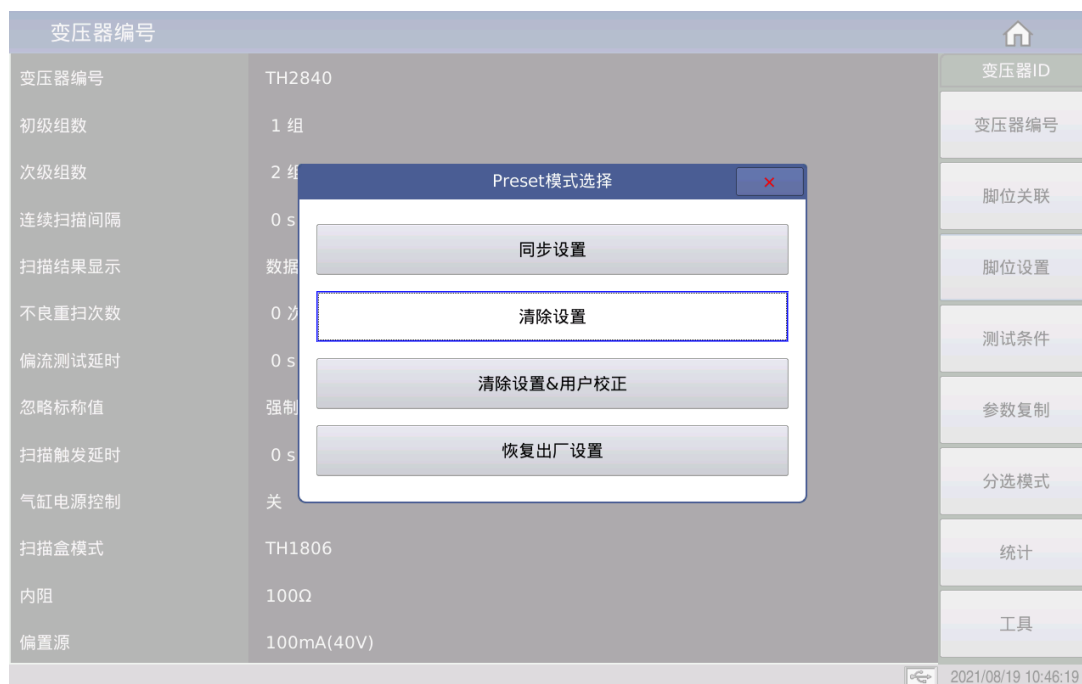 变压器编号
变压器编号 TH2840
初级组数 1 组
次级组数 2 组
连续扫描间隔 0 s
扫描结果显示 数据
不良重扫次数 0 次
偏流测试延时 0 s
忽略标称值 强制
扫描触发延时 0 s
气缸电源控制 关
扫描盒模式 TH1806
内阻 100Ω
偏置源 100mA(40V)
Preset模式选择
同步设置
清除设置
清除设置&用户校正
恢复出厂设置
变压器ID
变压器编号
脚位关联
脚位设置
测试条件
参数复制
分选模式
统计
工具
2021/08/19 10:46:19